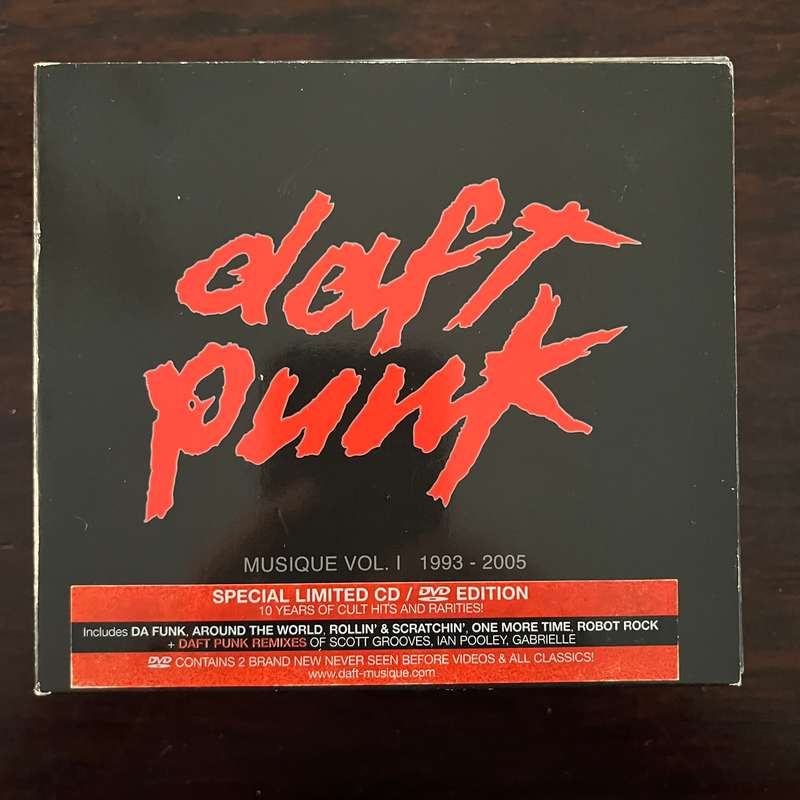 daft
punk
MUSIQUE VOL. I 1993 - 2005
SPECIAL LIMITED CD / DVD EDITION
10 YEARS OF CULT HITS AND RARITIES!
Includes DA FUNK, AROUND THE WORLD, ROLLIN' & SCRATCHIN', ONE MORE TIME, ROBOT ROCK
+ DAFT PUNK REMIXES OF SCOTT GROOVES, IAN POOLEY, GABRIELLE
DVD CONTAINS 2 BRAND NEW NEVER SEEN BEFORE VIDEOS & ALL CLASSICS!
www.daft-musique.com